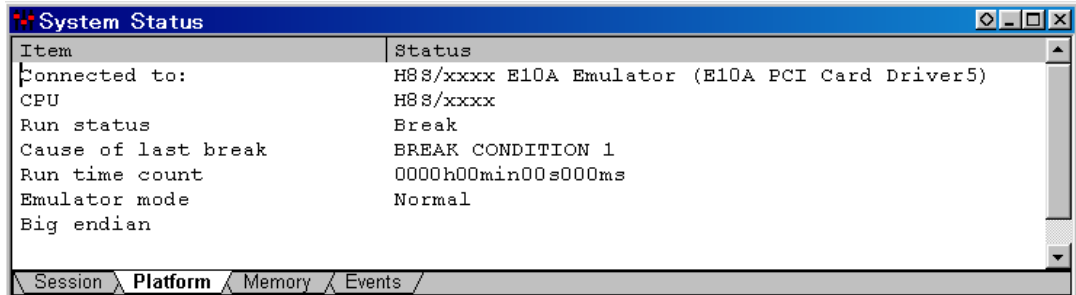 System Status
Item Status
Connected to: H8S/xxxx E10A Emulator (E10A PCI Card Driver5)
CPU H8S/xxxx
Run status Break
Cause of last break BREAK CONDITION 1
Run time count 0000h00min00s000ms
Emulator mode Normal
Big endian
Session Platform Memory Events